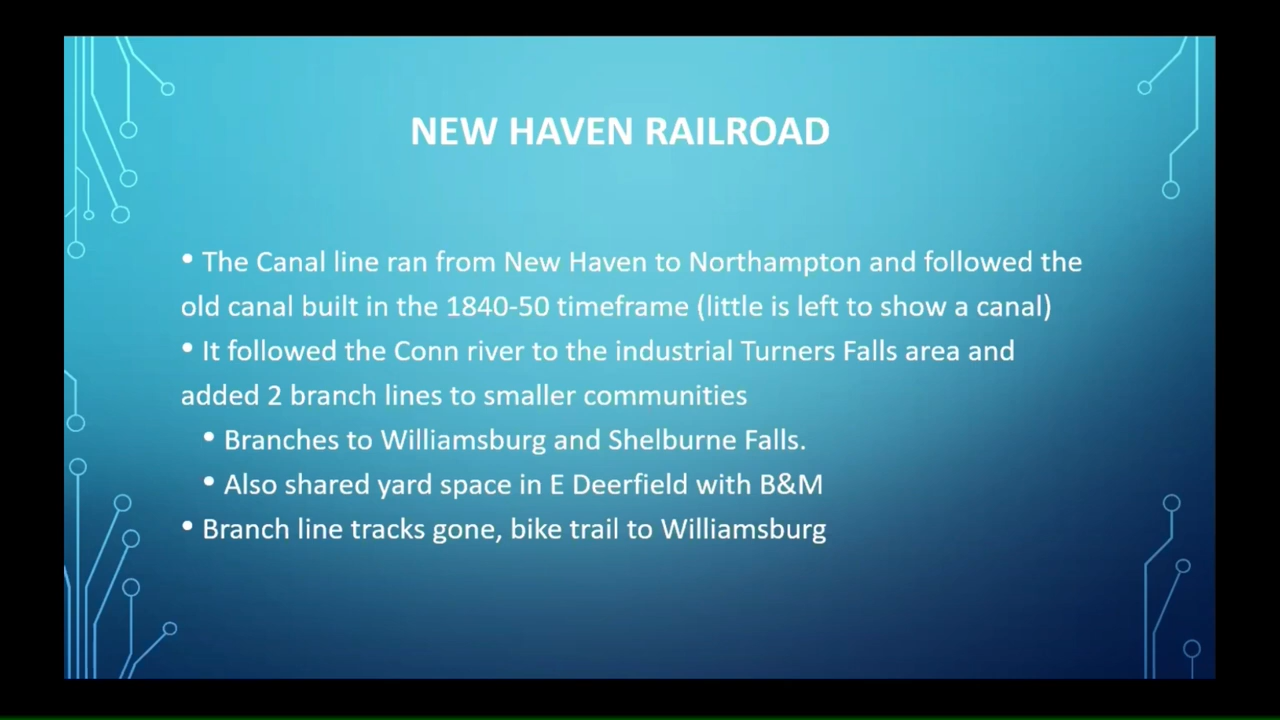 NEW HAVEN RAILROAD
• The Canal line ran from New Haven to Northampton and followed the
old canal built in the 1840-50 timeframe (little is left to show a canal)
• It followed the Conn river to the industrial Turners Falls area and
added 2 branch lines to smaller communities
• Branches to Williamsburg and Shelburne Falls.
• Also shared yard space in E Deerfield with B&M
• Branch line tracks gone, bike trail to Williamsburg